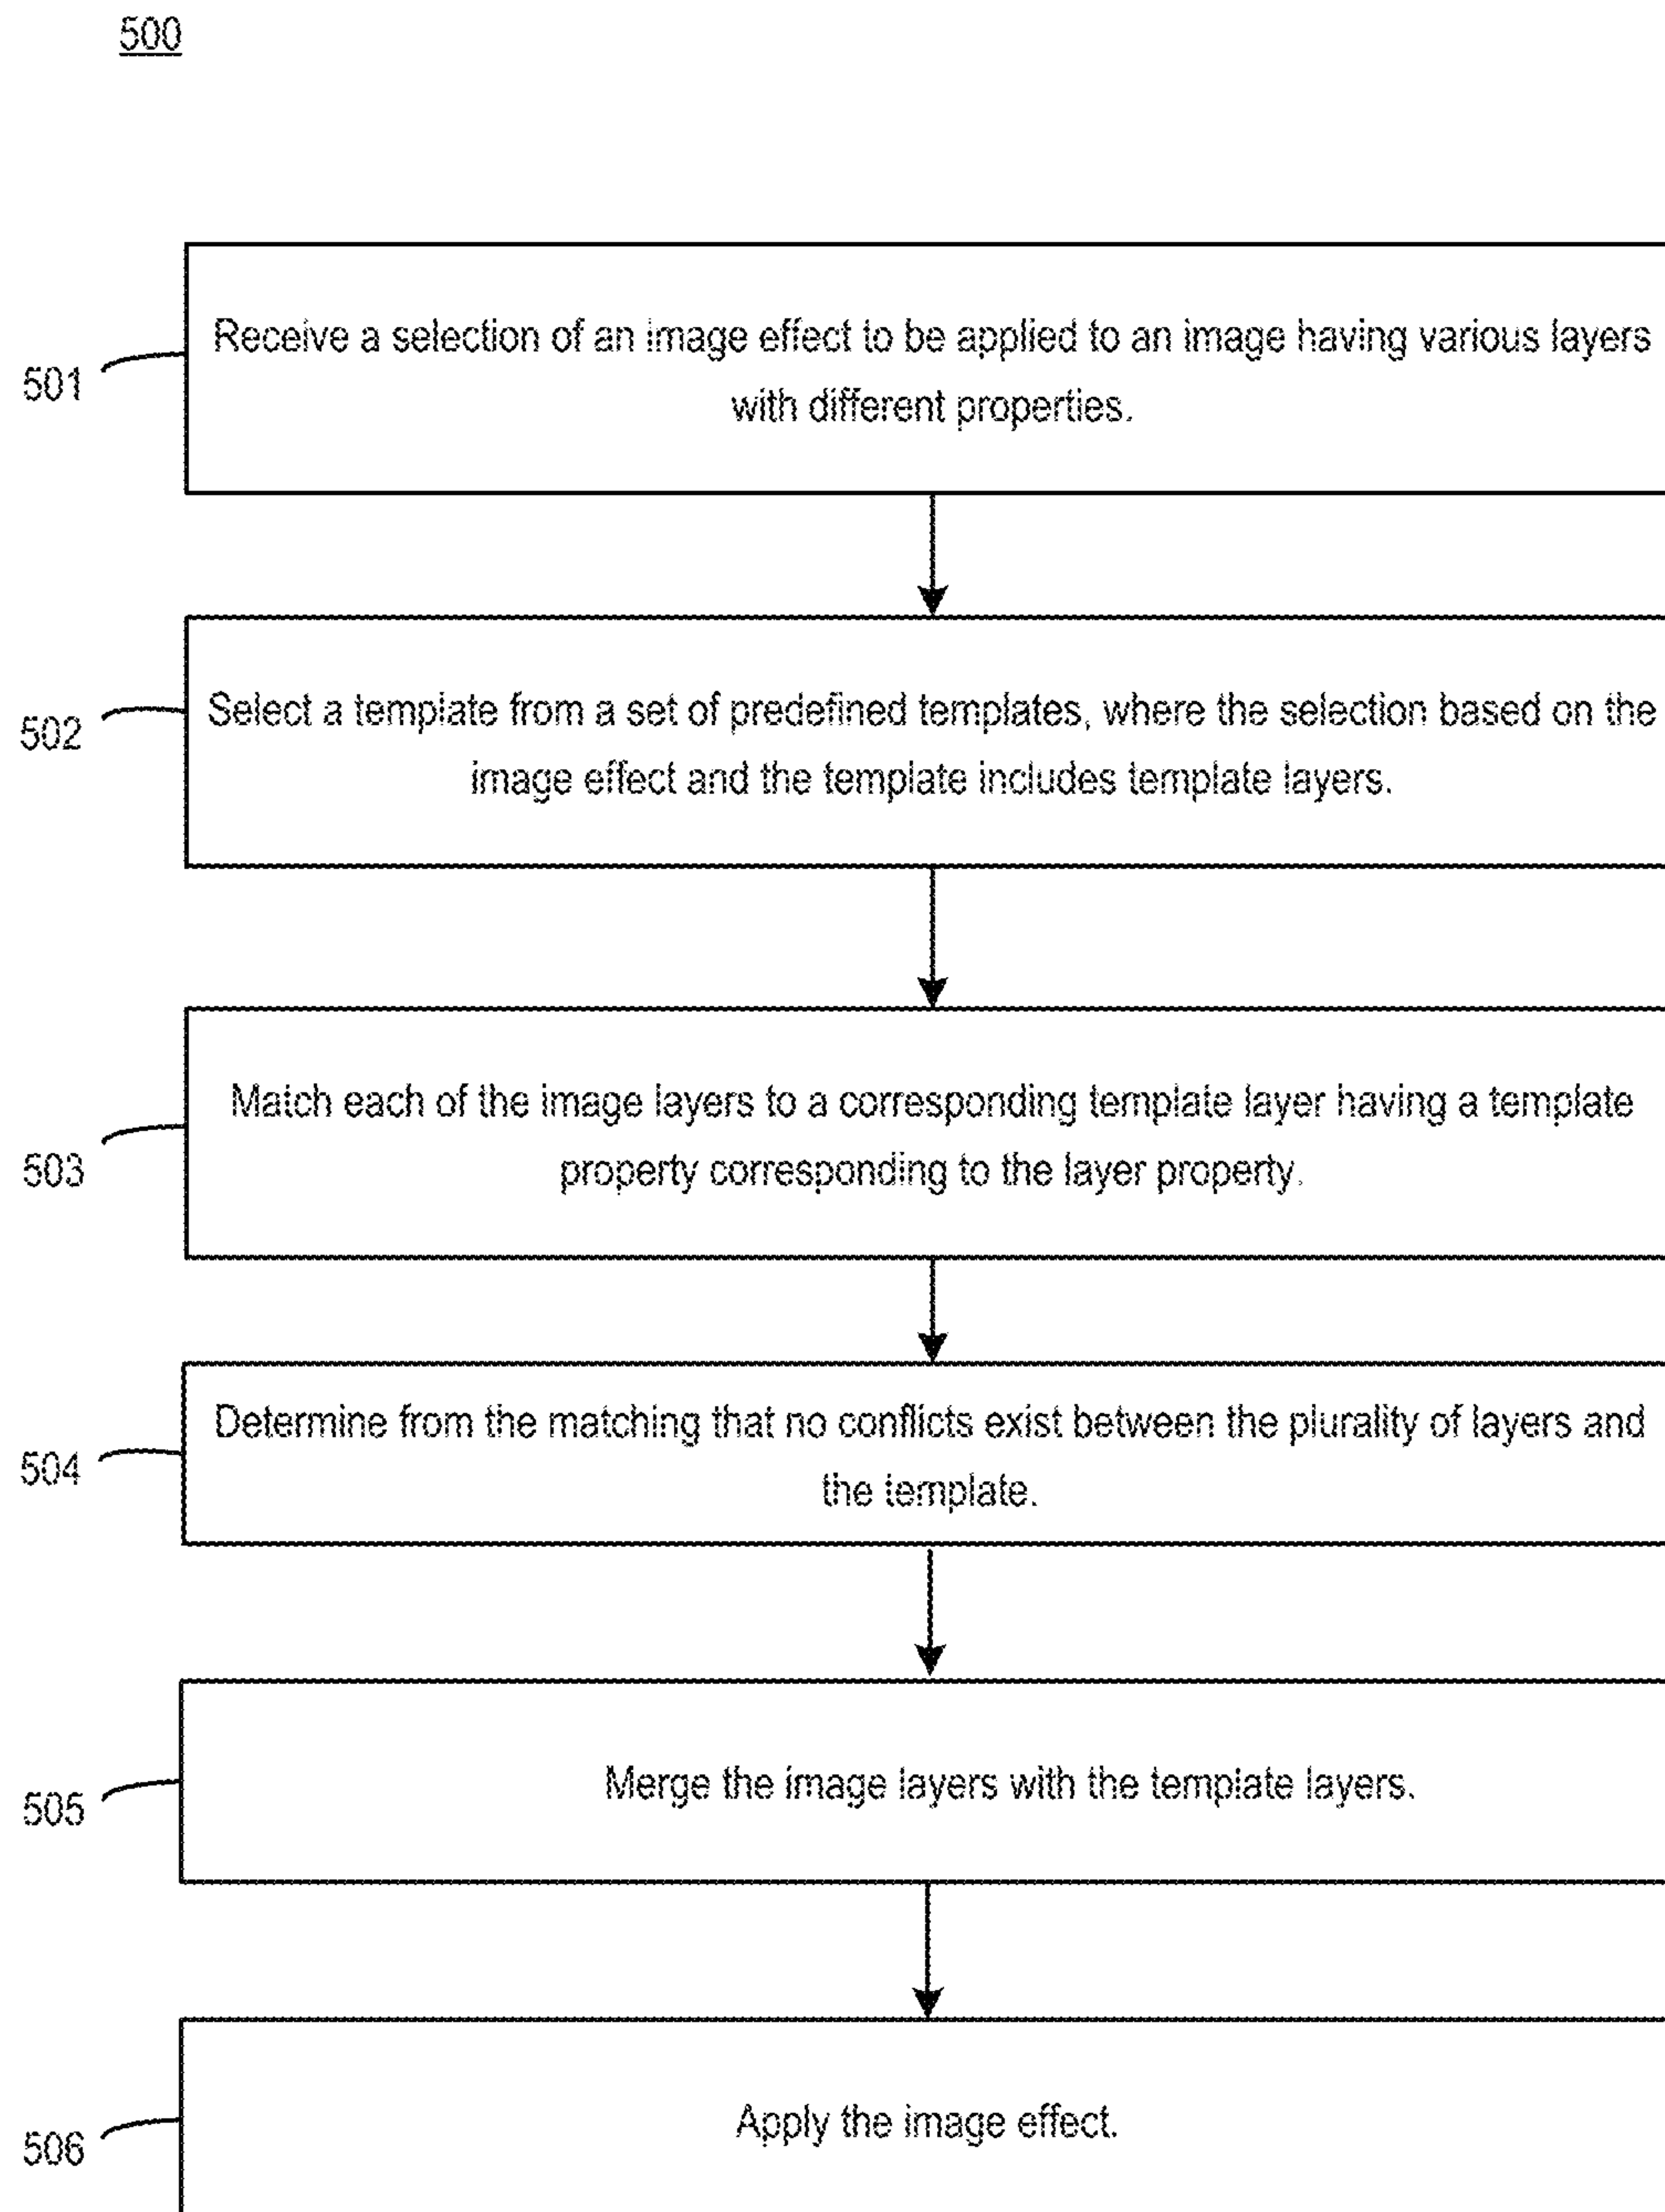 500
Receive a selection of an image effect to be applied to an image having various layers
with different properties.
501
Select a template from a set of predefined templates, where the selection based on the
image effect and the template includes template layers.
502
Match each of the image layers to a corresponding template layer having a template
property corresponding to the layer property.
503
Determine from the matching that no conflicts exist between the plurality of layers and
the template.
504
Merge the image layers with the template layers.
505
Apply the image effect.
506